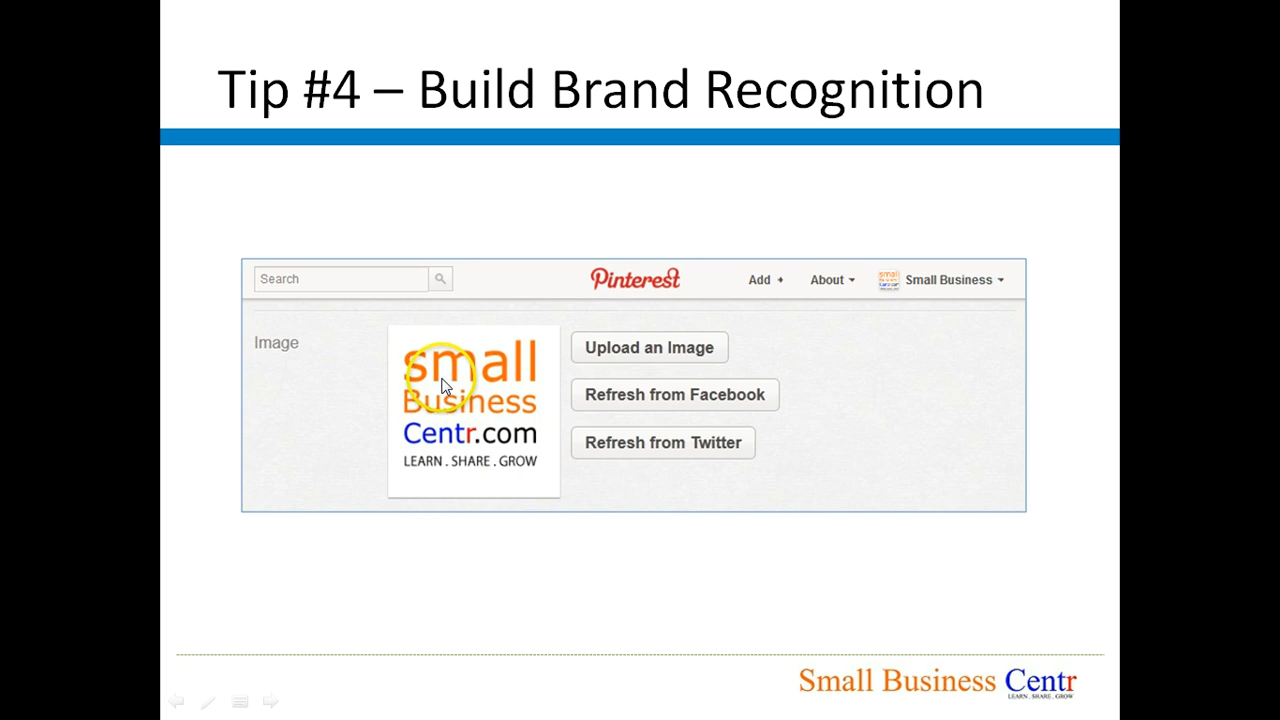 Tip #4 – Build Brand Recognition
Search
Pinterest
Add +
About
Small Business
Image
small
Business
Centr.com
LEARN . SHARE . GROW
Upload an Image
Refresh from Facebook
Refresh from Twitter
Small Business Centr
LEARN . SHARE . GROW